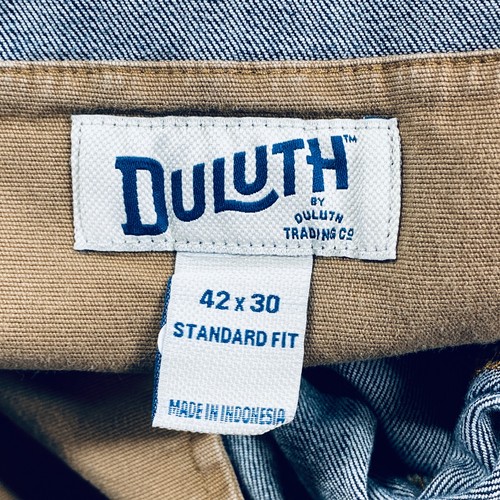 DULUTH™
BY
DULUTH
TRADING Co
42 x 30
STANDARD FIT
MADE IN INDONESIA